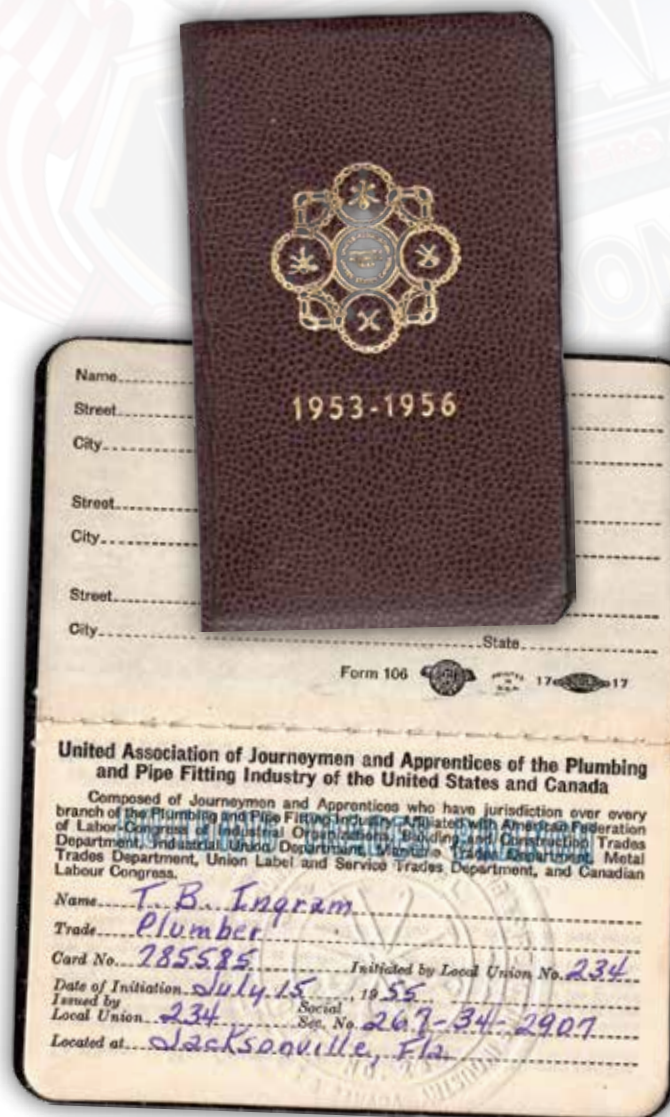 1953-1956
Name
Street
City
Street
City
Street
City State
Form 106 17 17
United Association of Journeymen and Apprentices of the Plumbing
and Pipe Fitting Industry of the United States and Canada
Composed of Journeymen and Apprentices who have jurisdiction over every
branch of the Plumbing and Pipe Fitting Industry Affiliated with American Federation
of Labor-Congress of Industrial Organizations, Building and Construction Trades
Department, Industrial Union Department, Maritime Trades Department, Metal
Trades Department, Union Label and Service Trades Department, and Canadian
Labour Congress.
Name T. B. Ingram
Trade Plumber
Card No. Initiated by Local Union No. 234
Date of Initiation July 15, 1955
Issued by
Local Union 234 Social Sec. No. 267-34-2907
Located at Jacksonville, Fla.